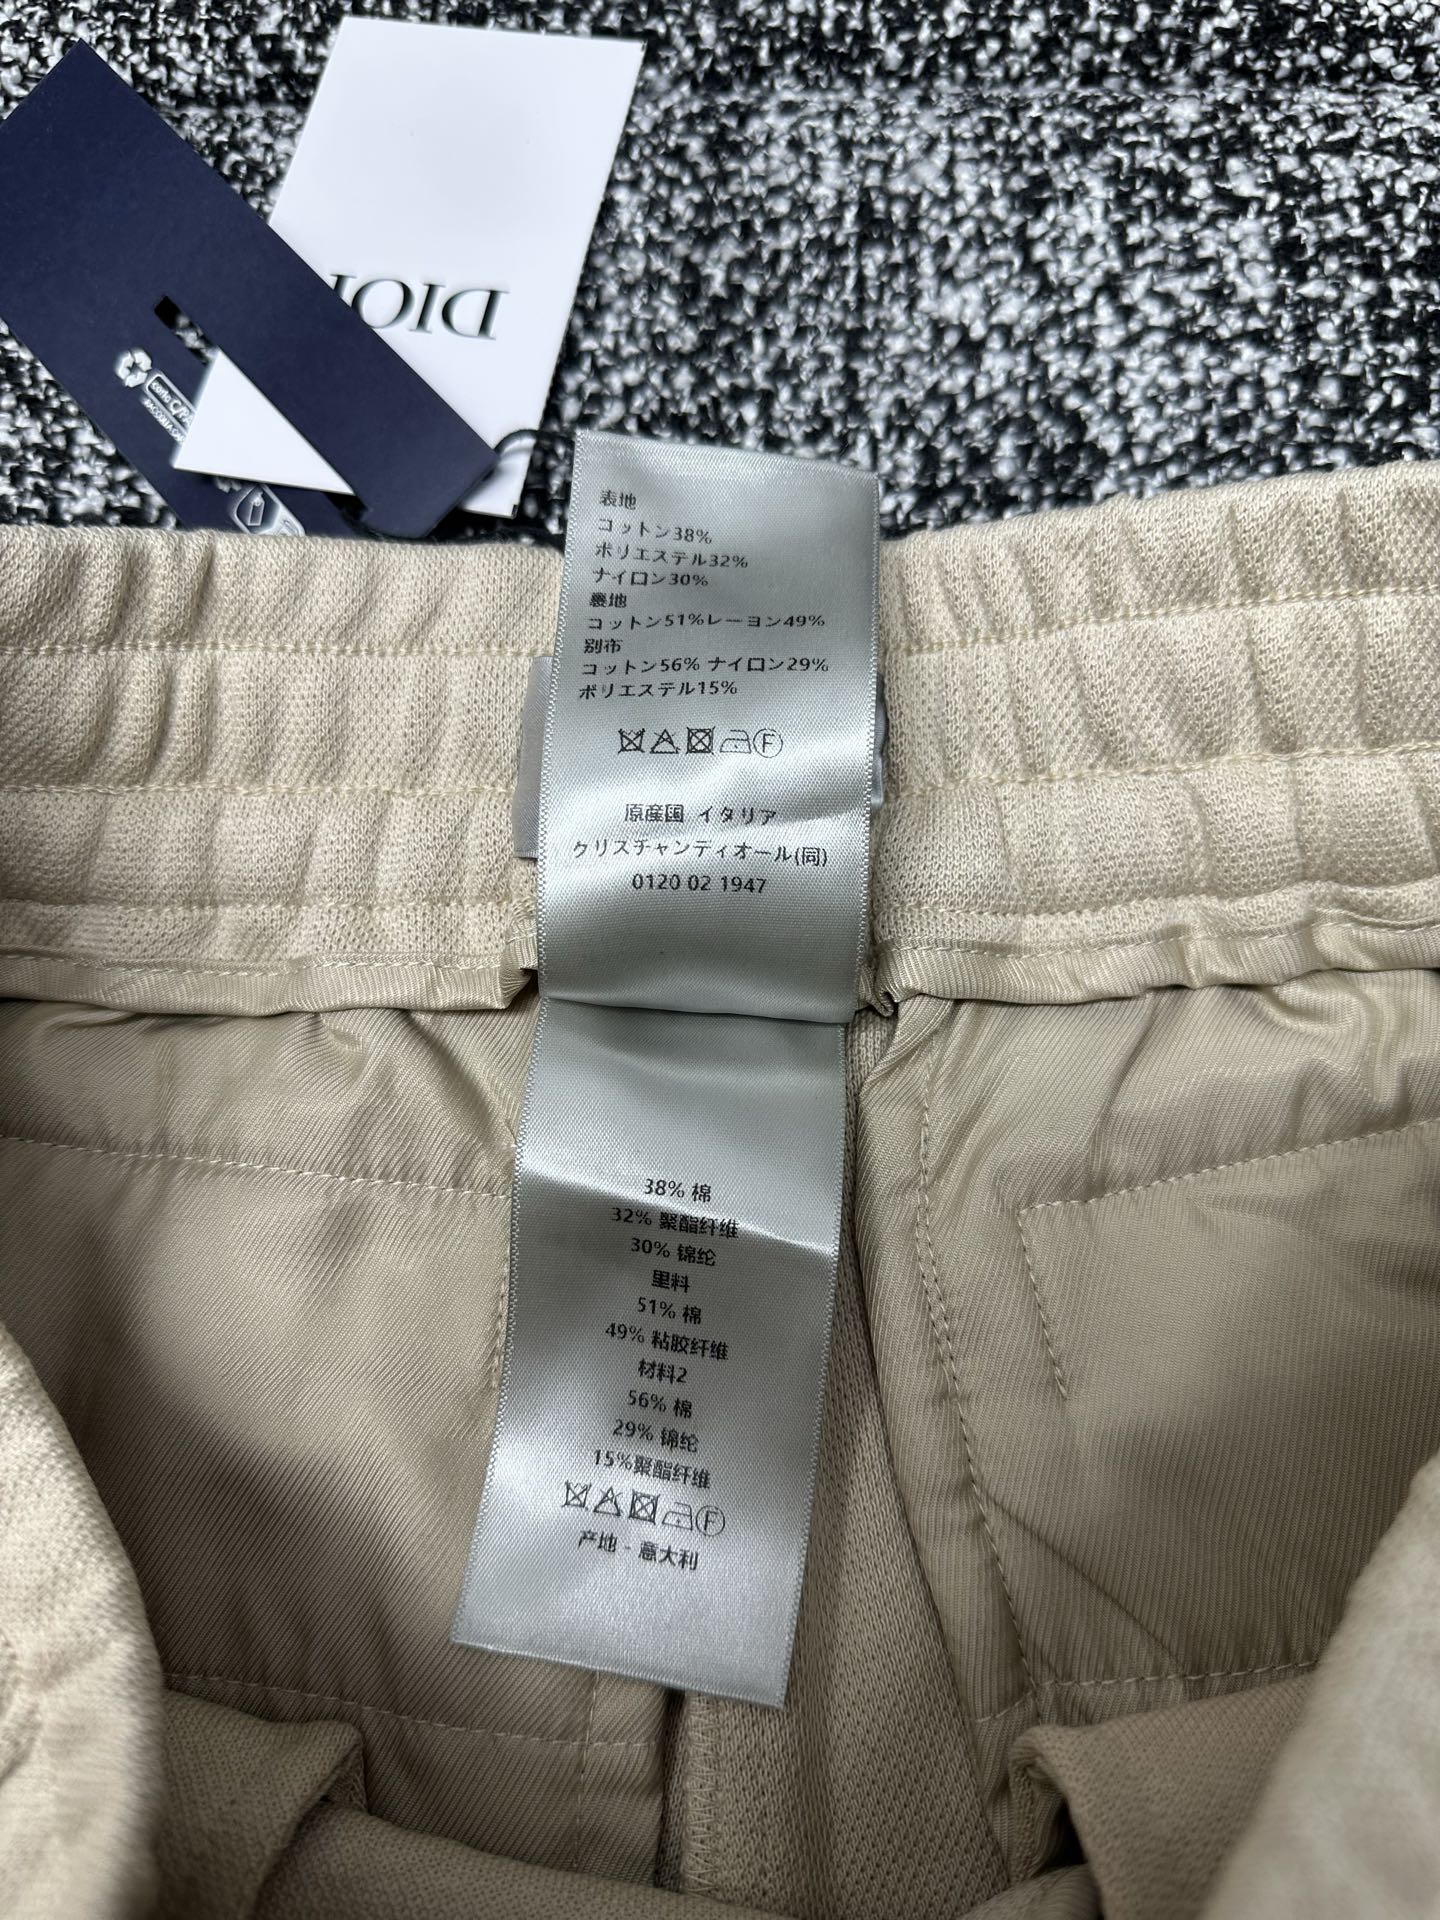 DIOR
carta C/PAP
RACCOLTA
表地
コットン38%
ポリエステル32%
ナイロン30%
裏地
コットン51%レーヨン49%
別布
コットン56% ナイロン29%
ポリエステル15%
F
原産国 イタリア
クリスチャンディオール(同)
0120 02 1947
38% 棉
32% 聚酯纤维
30% 锦纶
里料
51% 棉
49% 粘胶纤维
材料2
56% 棉
29% 锦纶
15%聚酯纤维
F
产地 - 意大利